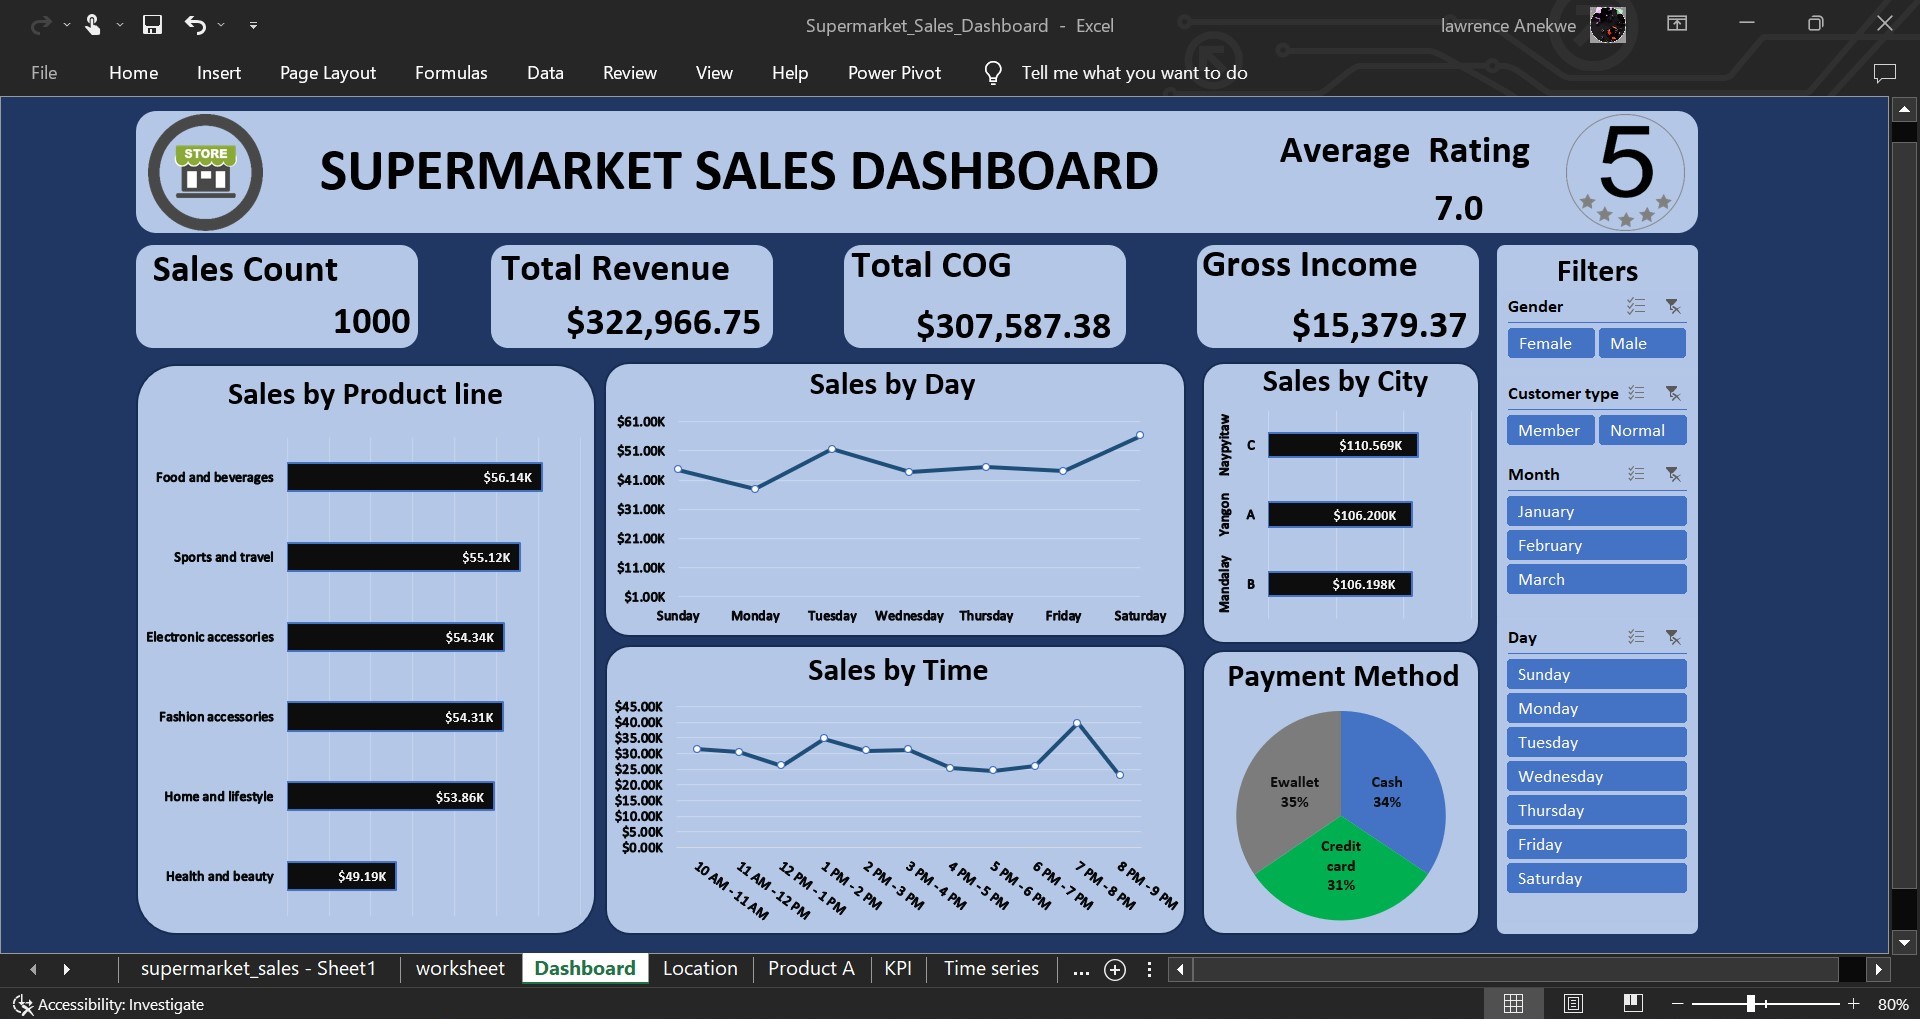 Supermarket_Sales_Dashboard - Excel
lawrence Anekwe
File Home Insert Page Layout Formulas Data Review View Help Power Pivot Tell me what you want to do
STORE
SUPERMARKET SALES DASHBOARD
Average Rating
7.0
5
Sales Count
1000
Total Revenue
$322,966.75
Total COG
$307,587.38
Gross Income
$15,379.37
Sales by Product line
Food and beverages $56.14K
Sports and travel $55.12K
Electronic accessories $54.34K
Fashion accessories $54.31K
Home and lifestyle $53.86K
Health and beauty $49.19K
Sales by Day
$61.00K
$51.00K
$41.00K
$31.00K
$21.00K
$11.00K
$1.00K
Sunday Monday Tuesday Wednesday Thursday Friday Saturday
Sales by Time
$45.00K
$40.00K
$35.00K
$30.00K
$25.00K
$20.00K
$15.00K
$10.00K
$5.00K
$0.00K
10 AM - 11 AM
11 AM - 12 PM
12 PM - 1 PM
1 PM - 2 PM
2 PM - 3 PM
3 PM - 4 PM
4 PM - 5 PM
5 PM - 6 PM
6 PM - 7 PM
7 PM - 8 PM
8 PM - 9 PM
Sales by City
Naypyitaw C $110.569K
Yangon A $106.200K
Mandalay B $106.198K
Payment Method
Ewallet
35%
Cash
34%
Credit
card
31%
Filters
Gender
Female Male
Customer type
Member Normal
Month
January
February
March
Day
Sunday
Monday
Tuesday
Wednesday
Thursday
Friday
Saturday
supermarket_sales - Sheet1 worksheet Dashboard Location Product A KPI Time series ...
Accessibility: Investigate
80%